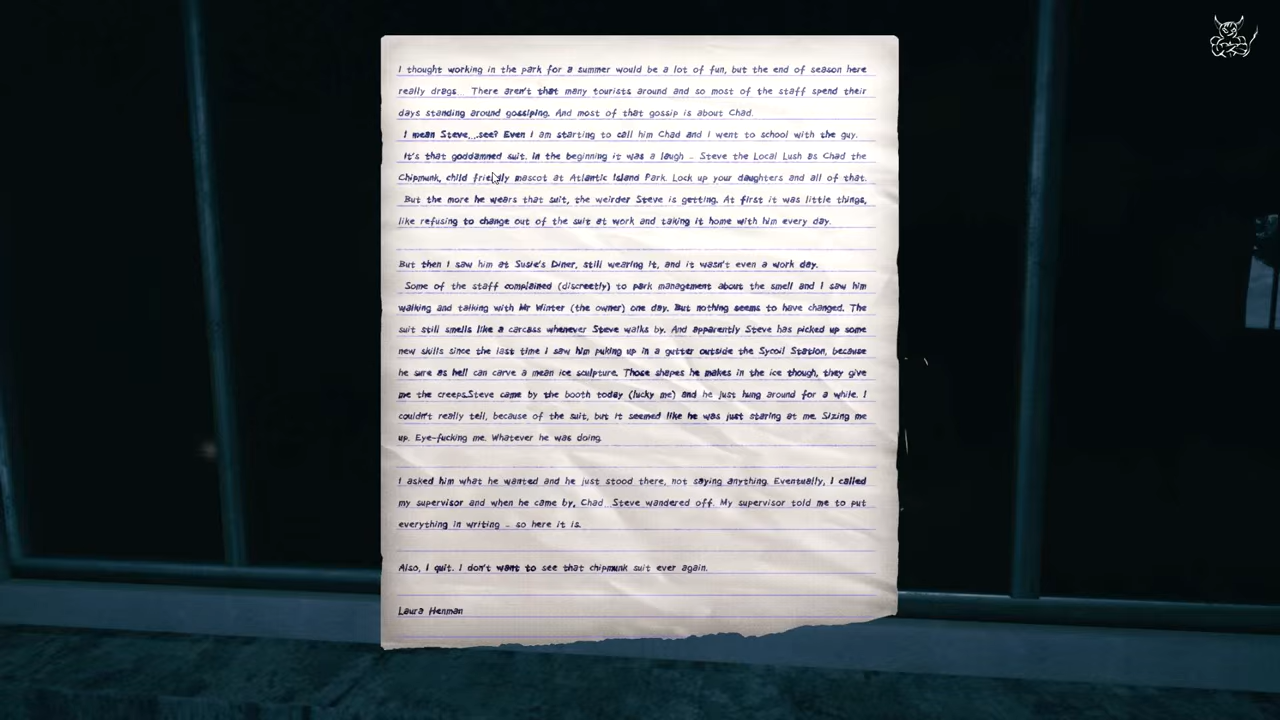 I thought working in the park for a summer would be a lot of fun, but the end of season here
really drags... There aren't that many tourists around and so most of the staff spend their
days standing around gossiping. And most of that gossip is about Chad.
I mean Steve...see? Even I am starting to call him Chad and I went to school with the guy.
It's that goddamned suit. In the beginning it was a laugh - Steve the Local Lush as Chad the
Chipmunk, child friendly mascot at Atlantic Island Park. Lock up your daughters and all of that.
But the more he wears that suit, the weirder Steve is getting. At first it was little things,
like refusing to change out of the suit at work and taking it home with him every day.
But then I saw him at Susie's Diner, still wearing it, and it wasn't even a work day.
Some of the staff complained (discreetly) to park management about the smell and I saw him
walking and talking with Mr Winter (the owner) one day. But nothing seems to have changed. The
suit still smells like a carcass whenever Steve walks by. And apparently Steve has picked up some
new skills since the last time I saw him puking up in a gutter outside the Sycoil Station, because
he sure as hell can carve a mean ice sculpture. Those shapes he makes in the ice though, they give
me the creeps.Steve came by the booth today (lucky me) and he just hung around for a while. I
couldn't really tell, because of the suit, but it seemed like he was just staring at me. Sizing me
up. Eye-fucking me. Whatever he was doing.
I asked him what he wanted and he just stood there, not saying anything. Eventually, I called
my supervisor and when he came by, Chad...Steve wandered off. My supervisor told me to put
everything in writing - so here it is.
Also, I quit. I don't want to see that chipmunk suit ever again.
Laura Henman